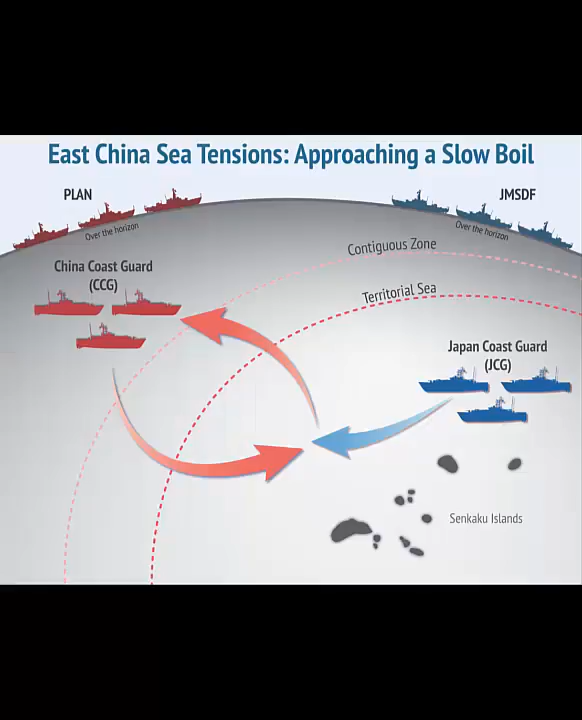 East China Sea Tensions: Approaching a Slow Boil
PLAN
JMSDF
Over the horizon
Over the horizon
China Coast Guard
(CCG)
Contiguous Zone
Territorial Sea
Japan Coast Guard
(JCG)
Senkaku Islands